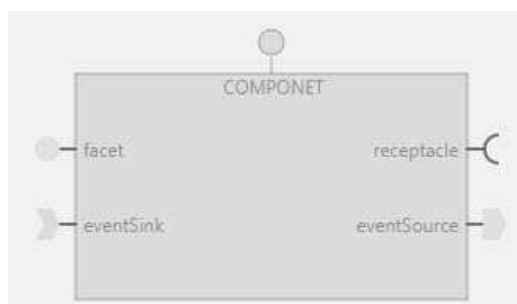 COMPONET
facet
receptacle
eventSink
eventSource